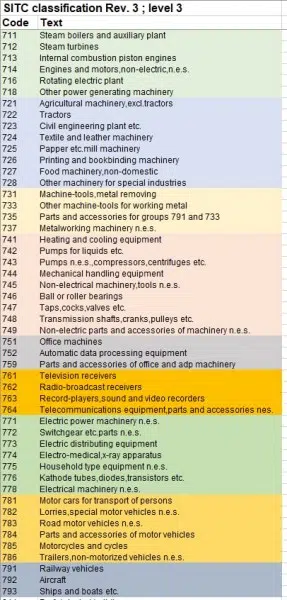 SITC classification Rev. 3 ; level 3
Code Text
711 Steam boilers and auxiliary plant
712 Steam turbines
713 Internal combustion piston engines
714 Engines and motors,non-electric,n.e.s.
716 Rotating electric plant
718 Other power generating machinery
721 Agricultural machinery,excl.tractors
722 Tractors
723 Civil engineering plant etc.
724 Textile and leather machinery
725 Papper etc.mill machinery
726 Printing and bookbinding machinery
727 Food machinery,non-domestic
728 Other machinery for special industries
731 Machine-tools,metal removing
733 Other machine-tools for working metal
735 Parts and accessories for groups 791 and 733
737 Metalworking machinery n.e.s.
741 Heating and cooling equipment
742 Pumps for liquids etc.
743 Pumps n.e.s.,compressors,centrifuges etc.
744 Mechanical handling equipment
745 Non-electrical machinery,tools n.e.s.
746 Ball or roller bearings
747 Taps,cocks,valves etc.
748 Transmission shafts,cranks,pulleys etc.
749 Non-electric parts and accessories of machinery n.e.s.
751 Office machines
752 Automatic data processing equipment
759 Parts and accessories of office and adp machinery
761 Television receivers
762 Radio-broadcast receivers
763 Record-players,sound and video recorders
764 Telecommunications equipment,parts and accessories nes.
771 Electric power machinery n.e.s.
772 Switchgear etc.parts n.e.s.
773 Electric distributing equipment
774 Electro-medical,x-ray apparatus
775 Household type equipment n.e.s.
776 Kathode tubes,diodes,transistors etc.
778 Electrical machinery n.e.s.
781 Motor cars for transport of persons
782 Lorries,special motor vehicles n.e.s.
783 Road motor vehicles n.e.s.
784 Parts and accessories of motor vehicles
785 Motorcycles and cycles
786 Trailers,non-motorized vehicles n.e.s.
791 Railway vehicles
792 Aircraft
793 Ships and boats etc.